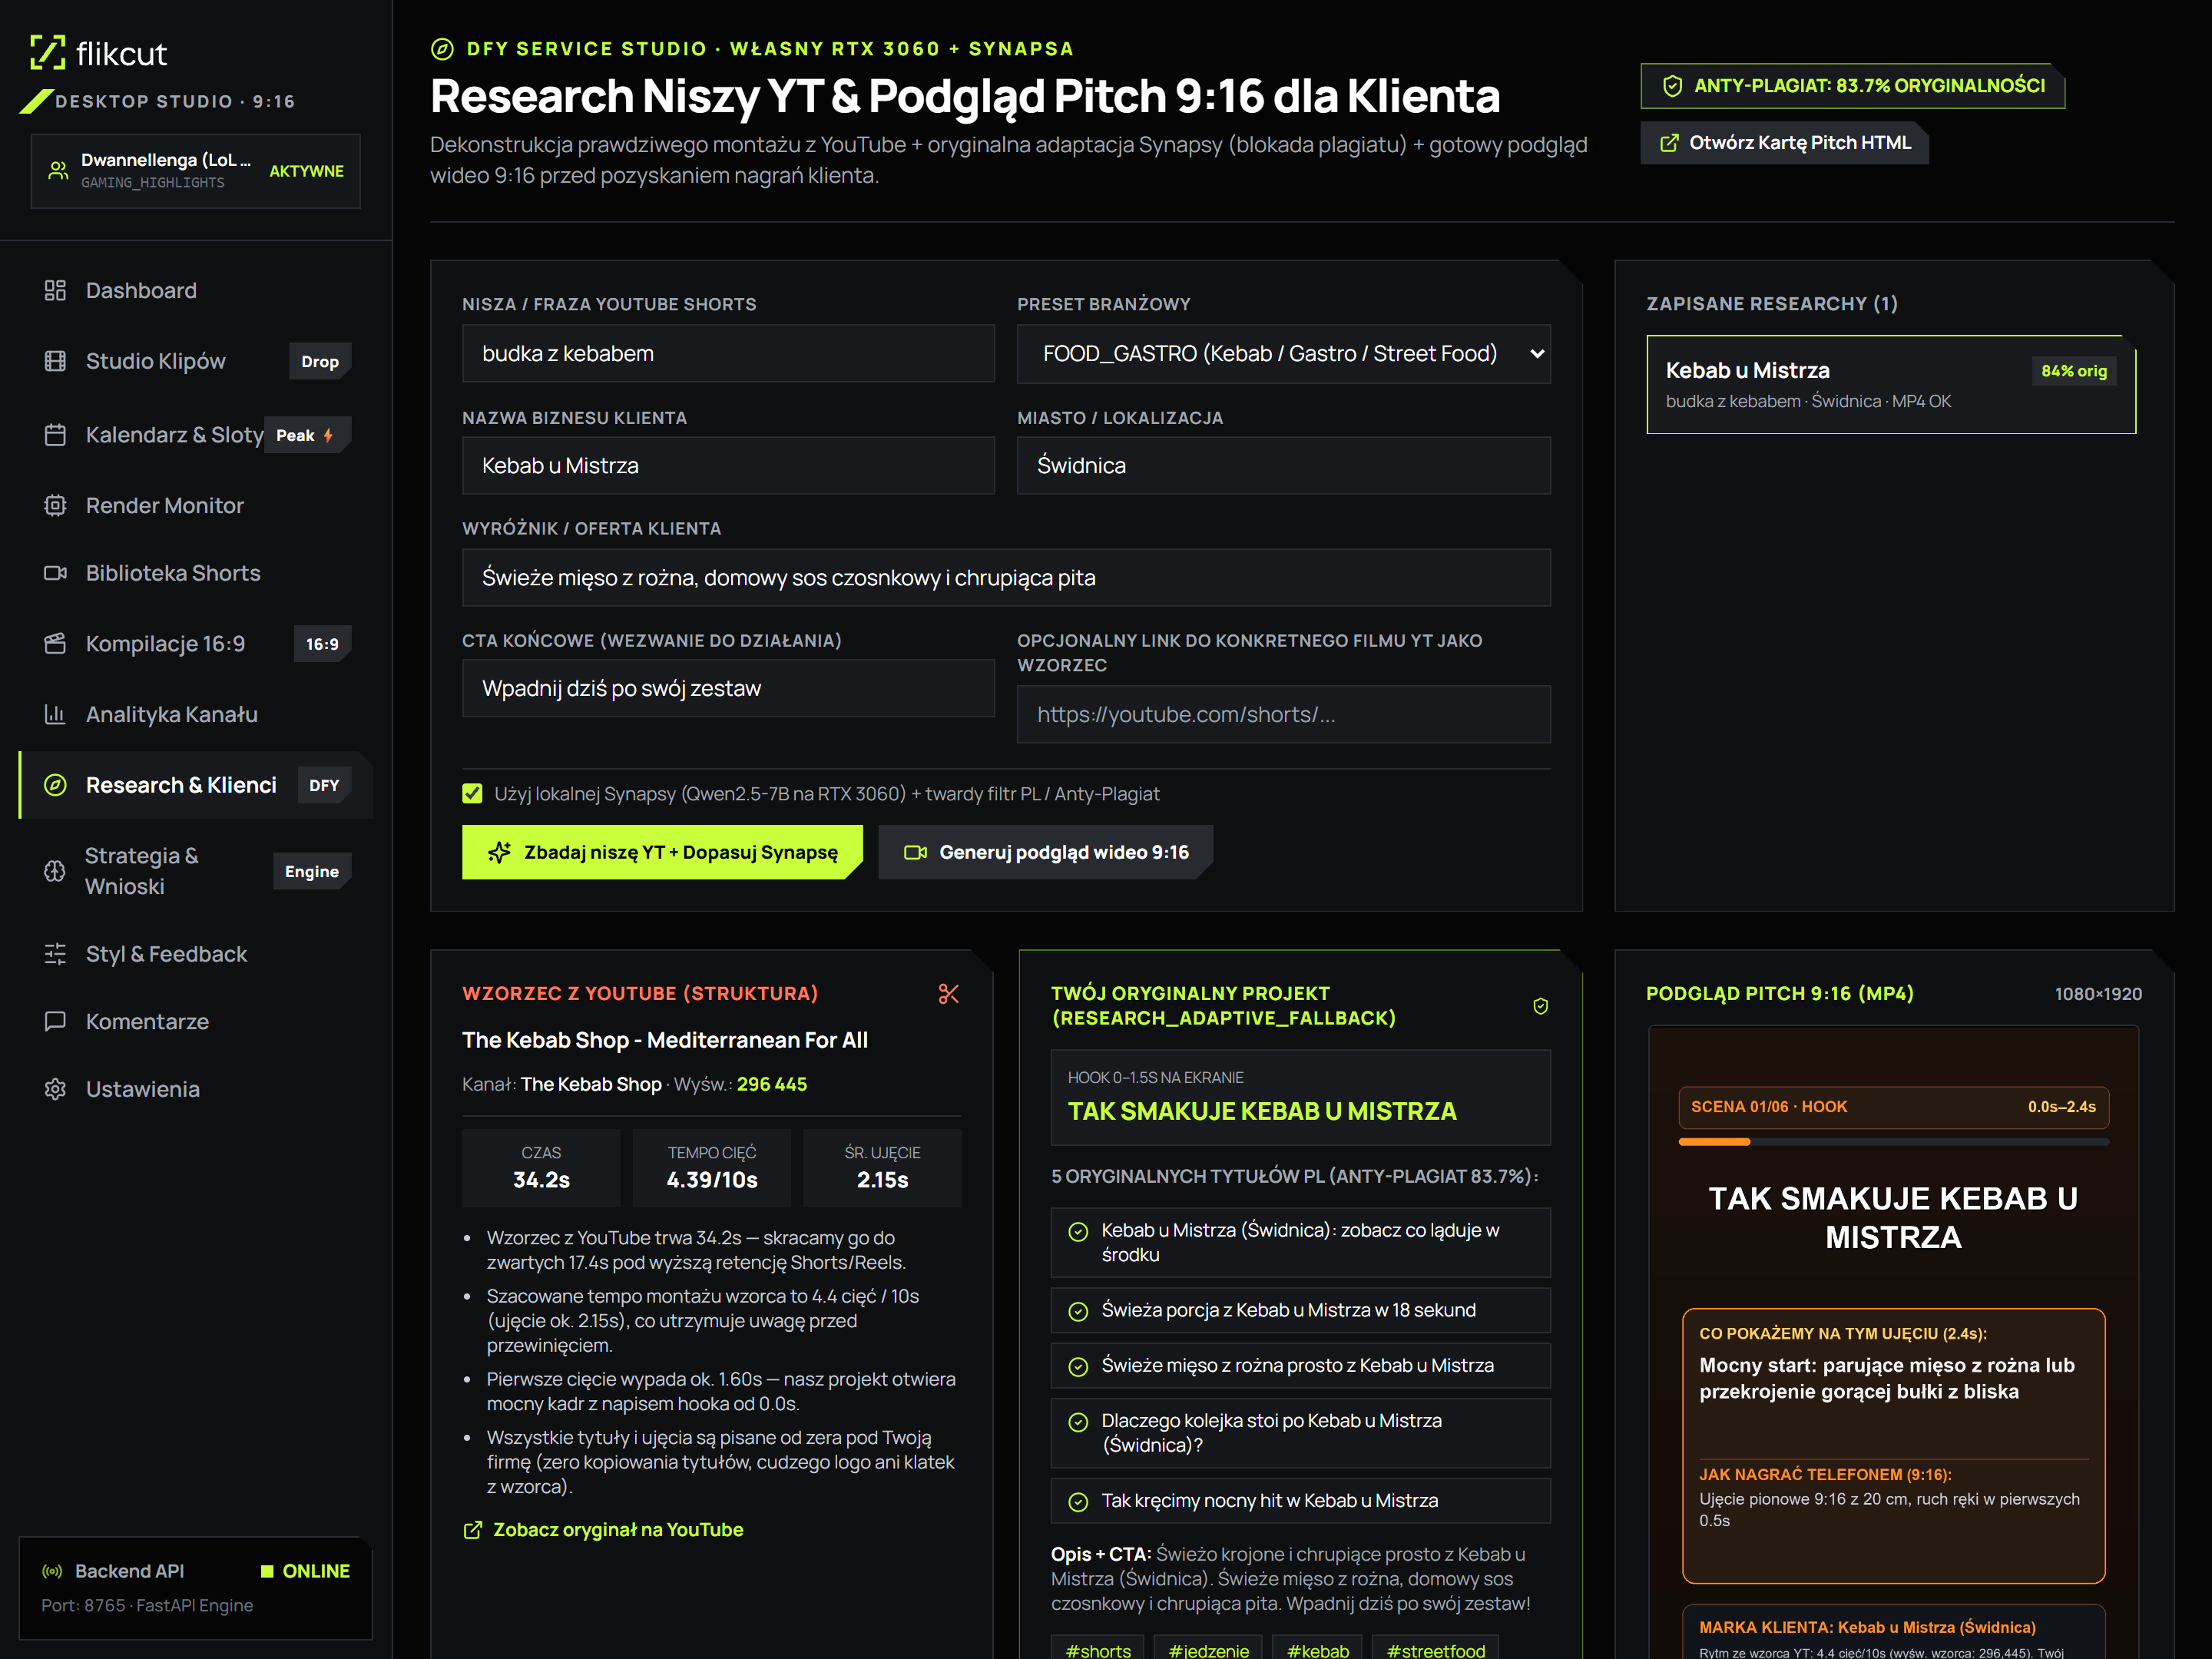 flikcut
DESKTOP STUDIO · 9:16
Dwannellenga (LoL ...
GAMING_HIGHLIGHTS
AKTYWNE
Dashboard
Studio Klipów
Drop
Kalendarz & Sloty
Peak
Render Monitor
Biblioteka Shorts
Kompilacje 16:9
16:9
Analityka Kanału
Research & Klienci
DFY
Strategia &
Wnioski
Engine
Styl & Feedback
Komentarze
Ustawienia
Backend API
ONLINE
Port: 8765 · FastAPI Engine
DFY SERVICE STUDIO · WŁASNY RTX 3060 + SYNAPSA
Research Niszy YT & Podgląd Pitch 9:16 dla Klienta
Dekonstrukcja prawdziwego montażu z YouTube + oryginalna adaptacja Synapsy (blokada plagiatu) + gotowy podgląd
wideo 9:16 przed pozyskaniem nagrań klienta.
ANTY-PLAGIAT: 83.7% ORYGINALNOŚCI
Otwórz Kartę Pitch HTML
NISZA / FRAZA YOUTUBE SHORTS
budka z kebabem
PRESET BRANŻOWY
FOOD_GASTRO (Kebab / Gastro / Street Food)
NAZWA BIZNESU KLIENTA
Kebab u Mistrza
MIASTO / LOKALIZACJA
Świdnica
WYRÓŻNIK / OFERTA KLIENTA
Świeże mięso z rożna, domowy sos czosnkowy i chrupiąca pita
CTA KOŃCOWE (WEZWANIE DO DZIAŁANIA)
Wpadnij dziś po swój zestaw
OPCJONALNY LINK DO KONKRETNEGO FILMU YT JAKO
WZORZEC
https://youtube.com/shorts/...
Użyj lokalnej Synapsy (Qwen2.5-7B na RTX 3060) + twardy filtr PL / Anty-Plagiat
Zbadaj niszę YT + Dopasuj Synapsę
Generuj podgląd wideo 9:16
ZAPISANE RESEARCHY (1)
Kebab u Mistrza
84% orig
budka z kebabem · Świdnica · MP4 OK
WZORZEC Z YOUTUBE (STRUKTURA)
The Kebab Shop - Mediterranean For All
Kanał: The Kebab Shop · Wyśw.: 296 445
CZAS
34.2s
TEMPO CIĘĆ
4.39/10s
ŚR. UJĘCIE
2.15s
• Wzorzec z YouTube trwa 34.2s — skracamy go do
zwartych 17.4s pod wyższą retencję Shorts/Reels.
• Szacowane tempo montażu wzorca to 4.4 cięć / 10s
(ujęcie ok. 2.15s), co utrzymuje uwagę przed
przewinięciem.
• Pierwsze cięcie wypada ok. 1.60s — nasz projekt otwiera
mocny kadr z napisem hooka od 0.0s.
• Wszystkie tytuły i ujęcia są pisane od zera pod Twoją
firmę (zero kopiowania tytułów, cudzego logo ani klatek
z wzorca).
Zobacz oryginał na YouTube
TWÓJ ORYGINALNY PROJEKT
(RESEARCH_ADAPTIVE_FALLBACK)
HOOK 0–1.5S NA EKRANIE
TAK SMAKUJE KEBAB U MISTRZA
5 ORYGINALNYCH TYTUŁÓW PL (ANTY-PLAGIAT 83.7%):
Kebab u Mistrza (Świdnica): zobacz co ląduje w
środku
Świeża porcja z Kebab u Mistrza w 18 sekund
Świeże mięso z rożna prosto z Kebab u Mistrza
Dlaczego kolejka stoi po Kebab u Mistrza
(Świdnica)?
Tak kręcimy nocny hit w Kebab u Mistrza
Opis + CTA: Świeżo krojone i chrupiące prosto z Kebab u
Mistrza (Świdnica). Świeże mięso z rożna, domowy sos
czosnkowy i chrupiąca pita. Wpadnij dziś po swój zestaw!
#shorts #jedzenie #kebab #streetfood
PODGLĄD PITCH 9:16 (MP4)
1080×1920
SCENA 01/06 · HOOK
0.0s–2.4s
TAK SMAKUJE KEBAB U
MISTRZA
CO POKAŻEMY NA TYM UJĘCIU (2.4s):
Mocny start: parujące mięso z rożna lub
przekrojenie gorącej bułki z bliska
JAK NAGRAĆ TELEFONEM (9:16):
Ujęcie pionowe 9:16 z 20 cm, ruch ręki w pierwszych
0.5s
MARKA KLIENTA: Kebab u Mistrza (Świdnica)
Rytm ze wzorca YT: 4.4 cięć/10s (wyśw. wzorca: 296,445). Twój